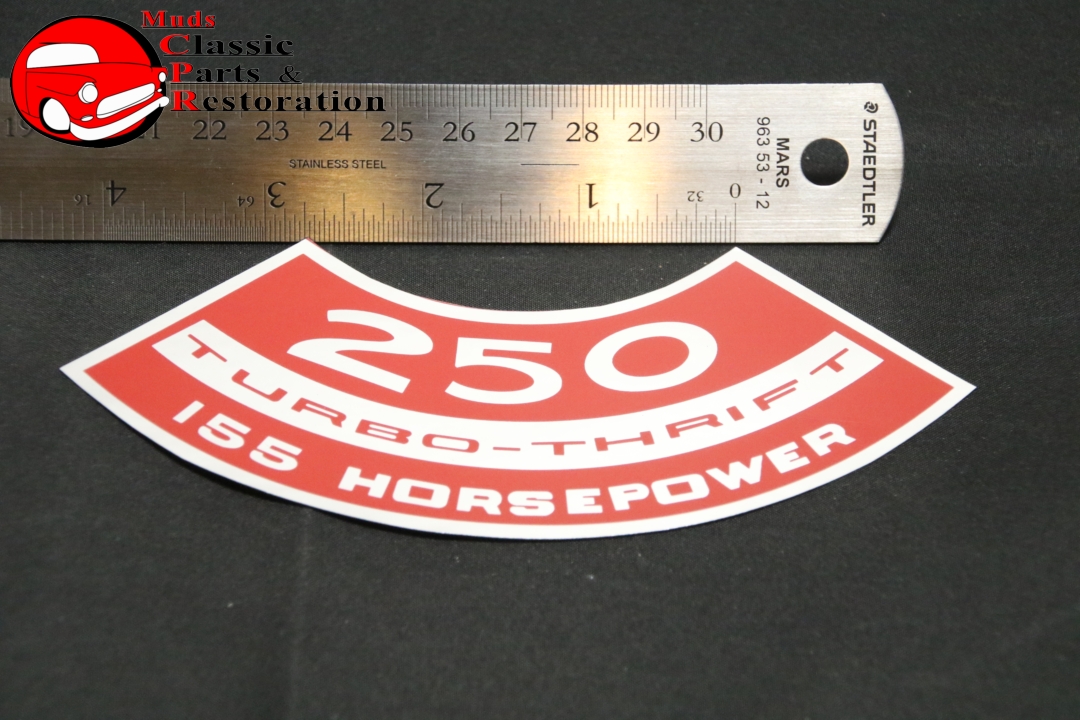 Muds
Classic
Parts &
Restoration
19 21 22 23 24 25 26 27 28 29 30
STAINLESS STEEL
MARS
963 53 - 12
STAEDTLER
16 4 64 3 2 1 32 0
250
TURBO-THRIFT
155 HORSEPOWER